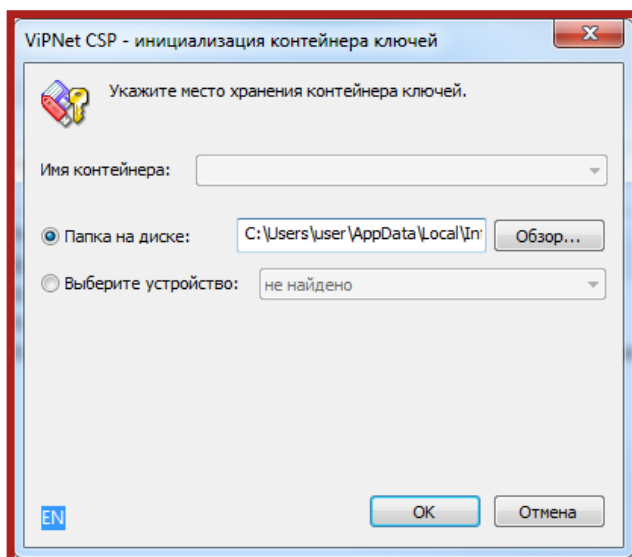 ViPNet CSP - инициализация контейнера ключей
Укажите место хранения контейнера ключей.
Имя контейнера:
Папка на диске: C:\Users\user\AppData\Local\In Обзор...
Выберите устройство: не найдено
EN OK Отмена